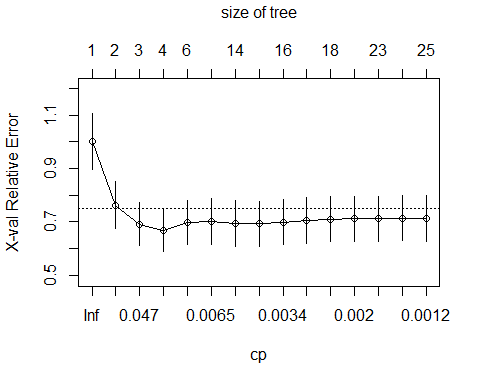 size of tree
1 2 3 4 6 14 16 18 23 25
X-val Relative Error
1.1
0.9
0.7
0.5
Inf 0.047 0.0065 0.0034 0.002 0.0012
cp